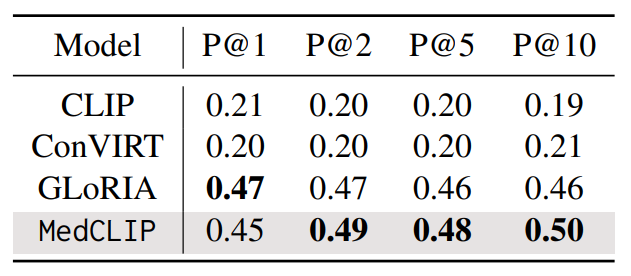 Model P@1 P@2 P@5 P@10
CLIP 0.21 0.20 0.20 0.19
ConVIRT 0.20 0.20 0.20 0.21
GLoRIA 0.47 0.47 0.46 0.46
MedCLIP 0.45 0.49 0.48 0.50